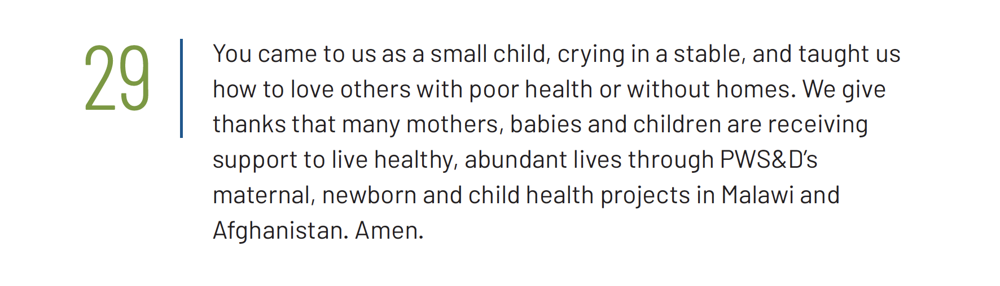 29
You came to us as a small child, crying in a stable, and taught us
how to love others with poor health or without homes. We give
thanks that many mothers, babies and children are receiving
support to live healthy, abundant lives through PWS&D’s
maternal, newborn and child health projects in Malawi and
Afghanistan. Amen.